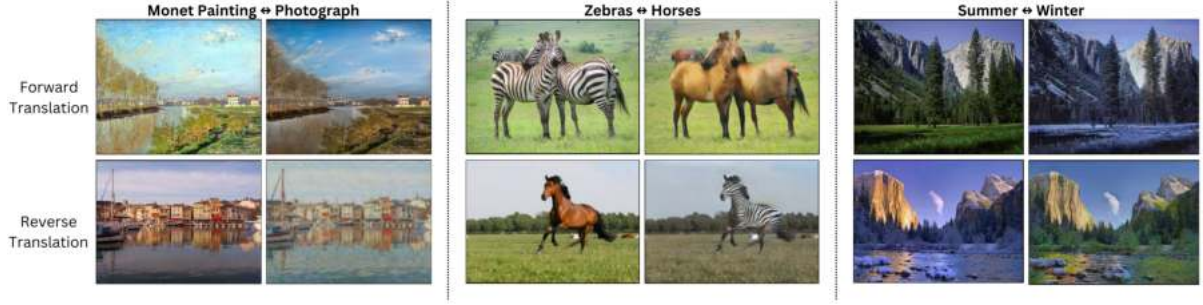 Monet Painting ↔ Photograph
Zebras ↔ Horses
Summer ↔ Winter
Forward
Translation
Reverse
Translation